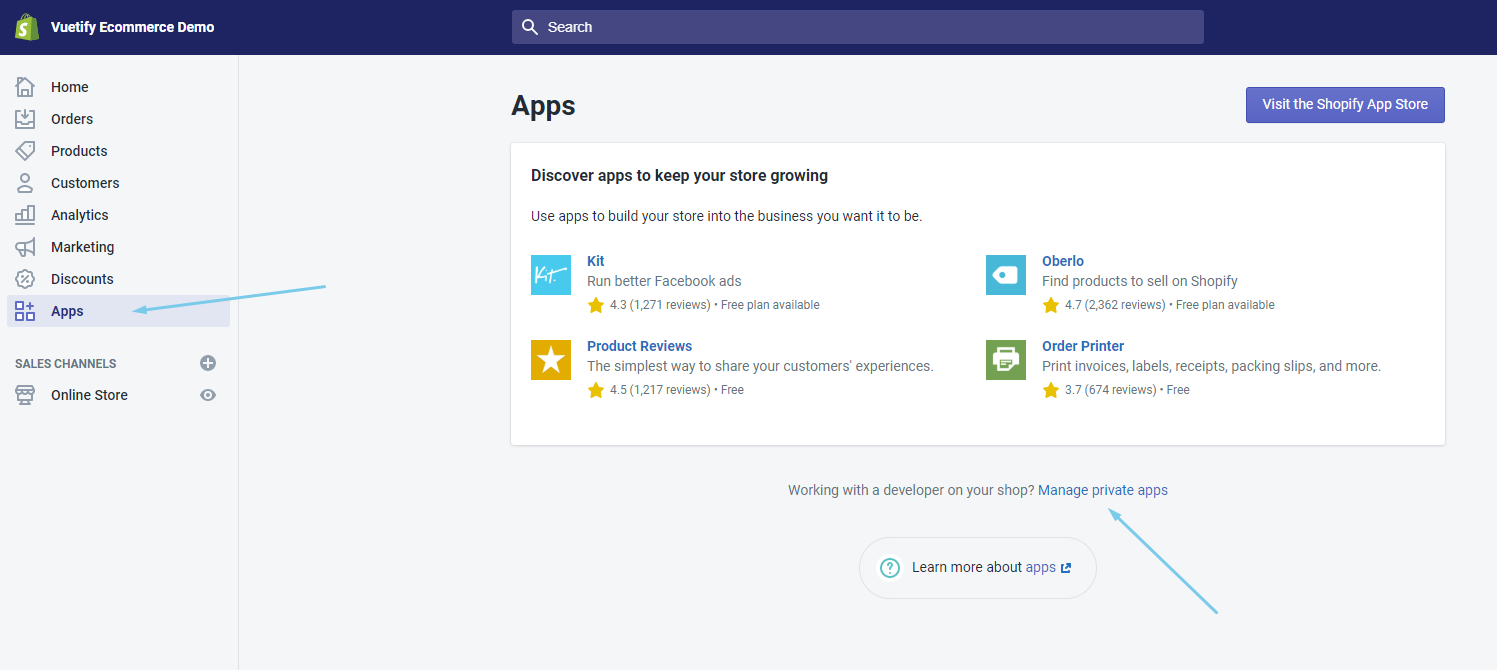 Vuetify Ecommerce Demo
Search
Home
Orders
Products
Customers
Analytics
Marketing
Discounts
Apps
SALES CHANNELS
Online Store
Apps
Visit the Shopify App Store
Discover apps to keep your store growing
Use apps to build your store into the business you want it to be.
Kit.
Kit
Run better Facebook ads
4.3 (1,271 reviews) • Free plan available
Oberlo
Find products to sell on Shopify
4.7 (2,362 reviews) • Free plan available
Product Reviews
The simplest way to share your customers' experiences.
4.5 (1,217 reviews) • Free
Order Printer
Print invoices, labels, receipts, packing slips, and more.
3.7 (674 reviews) • Free
Working with a developer on your shop? Manage private apps
Learn more about apps